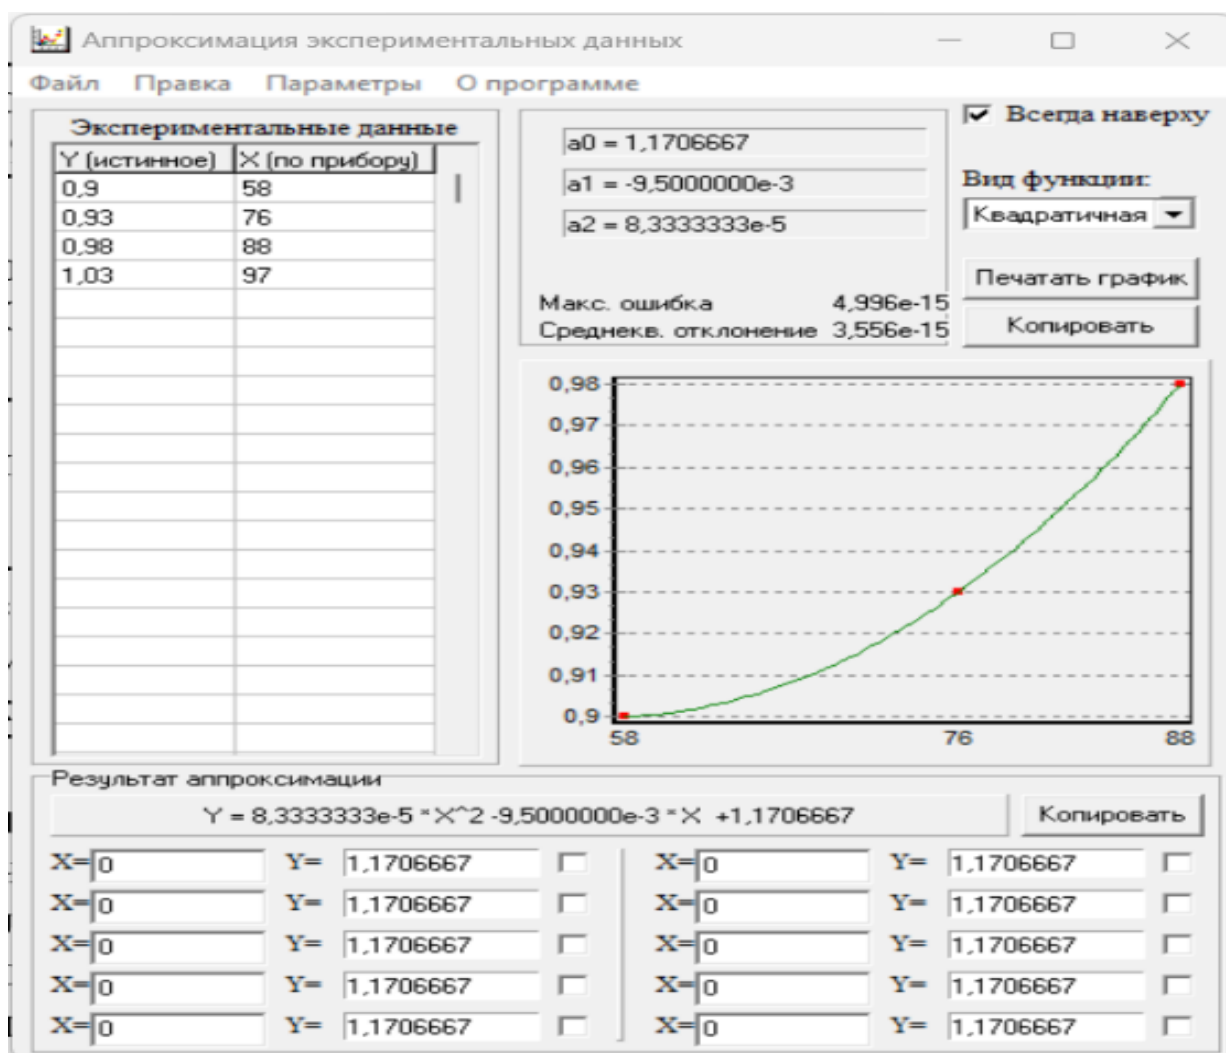 Аппроксимация экспериментальных данных
Файл Правка Параметры О программе
Экспериментальные данные
Y (истинное) X (по прибору)
0,9 58
0,93 76
0,98 88
1,03 97
a0 = 1,1706667
a1 = -9,5000000e-3
a2 = 8,3333333e-5
Макс. ошибка 4,996e-15
Среднекв. отклонение 3,556e-15
Всегда наверху
Вид функции:
Квадратичная
Печатать график
Копировать
0,98
0,97
0,96
0,95
0,94
0,93
0,92
0,91
0,9
58 76 88
Результат аппроксимации
Y = 8,3333333e-5 *X^2 -9,5000000e-3 *X +1,1706667
Копировать
X= 0 Y= 1,1706667 X= 0 Y= 1,1706667
X= 0 Y= 1,1706667 X= 0 Y= 1,1706667
X= 0 Y= 1,1706667 X= 0 Y= 1,1706667
X= 0 Y= 1,1706667 X= 0 Y= 1,1706667
X= 0 Y= 1,1706667 X= 0 Y= 1,1706667